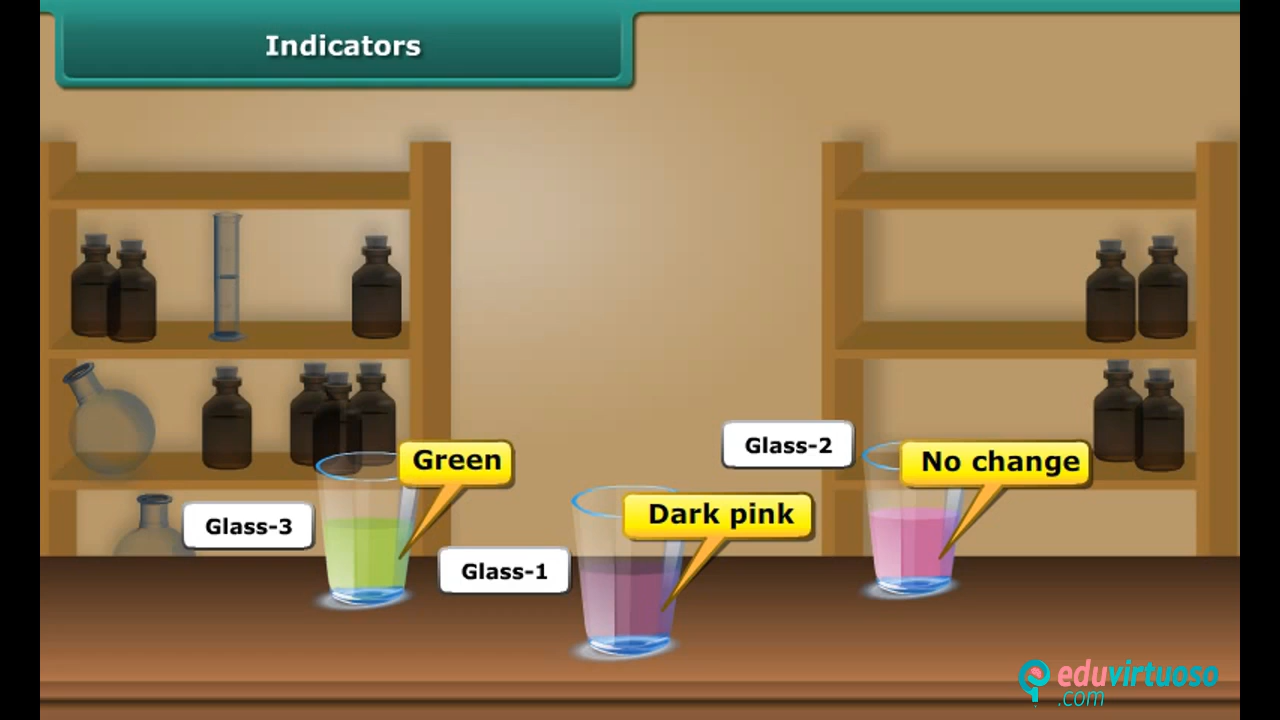 Indicators
Glass-2
No change
Green
Glass-3
Dark pink
Glass-1
eduvirtuoso
.com